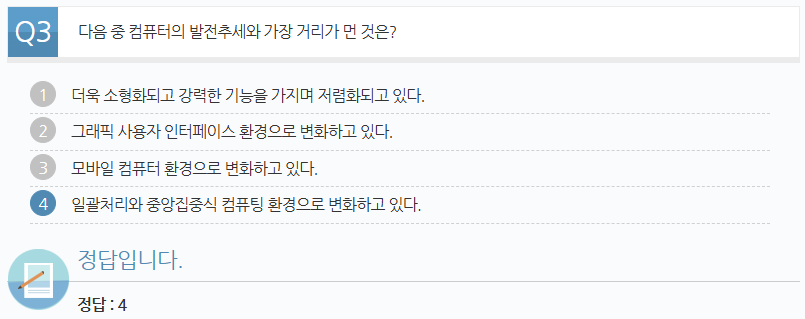 Q3 다음 중 컴퓨터의 발전추세와 가장 거리가 먼 것은?
1 더욱 소형화되고 강력한 기능을 가지며 저렴화되고 있다.
2 그래픽 사용자 인터페이스 환경으로 변화하고 있다.
3 모바일 컴퓨터 환경으로 변화하고 있다.
4 일괄처리와 중앙집중식 컴퓨팅 환경으로 변화하고 있다.
정답입니다.
정답 : 4